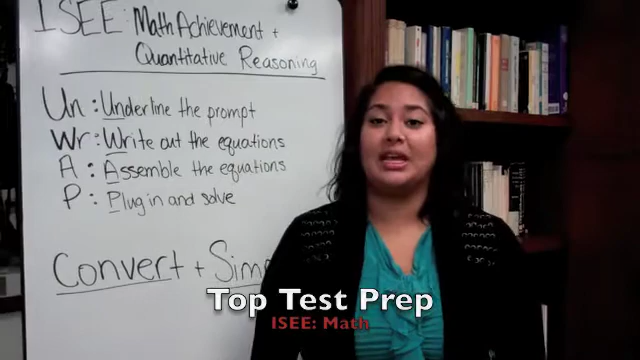 ISEE: Math Achievement +
Quantitative Reasoning
Un: Underline the prompt
Wr: Write out the equations
A: Assemble the equations
P: Plug in and solve
Convert + Sim
Top Test Prep
ISEE: Math